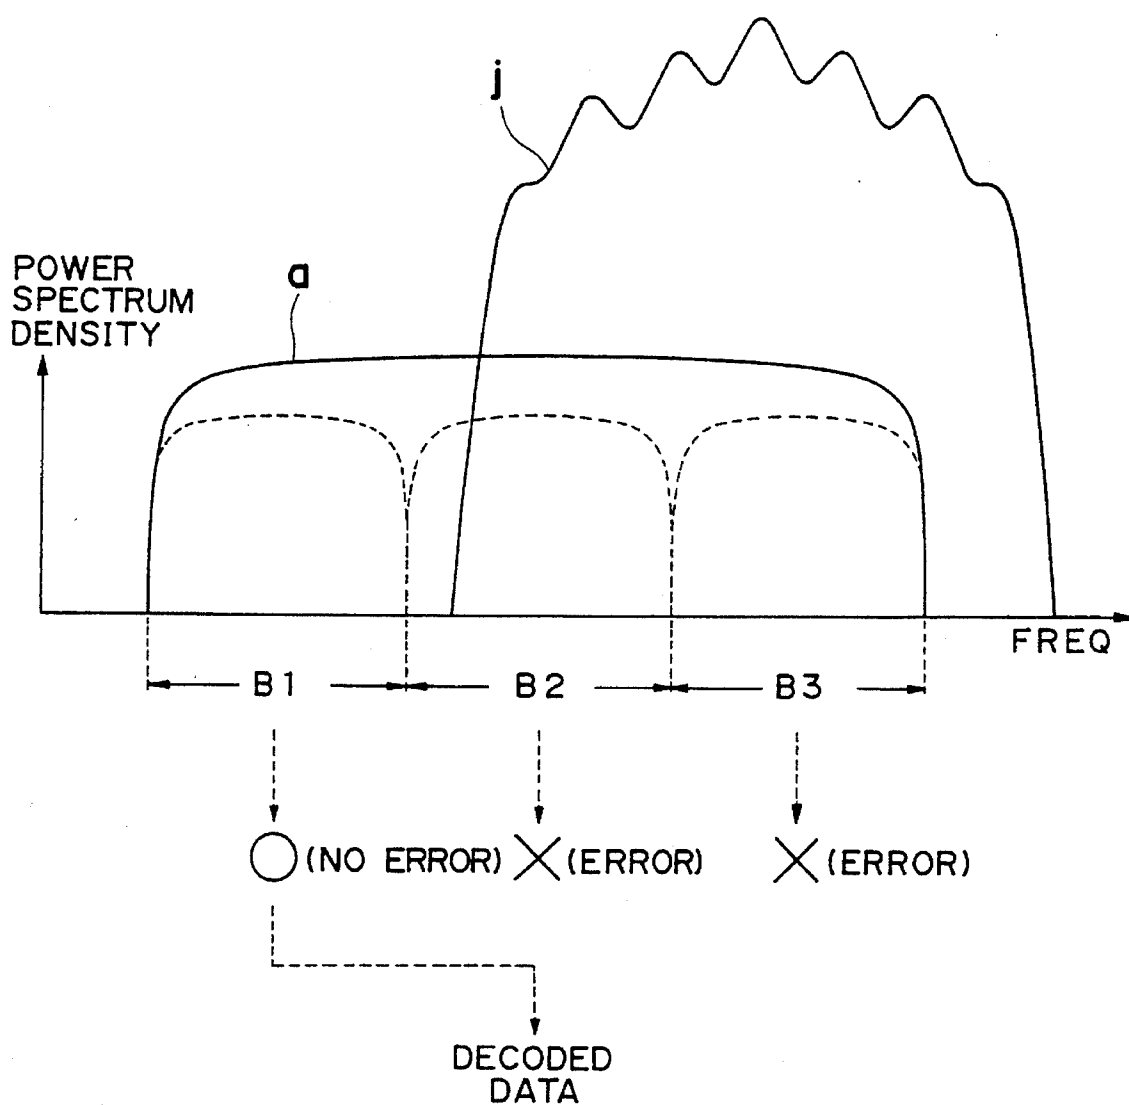 j
a
POWER
SPECTRUM
DENSITY
FREQ
B1
B2
B3
(NO ERROR)
(ERROR)
(ERROR)
DECODED
DATA